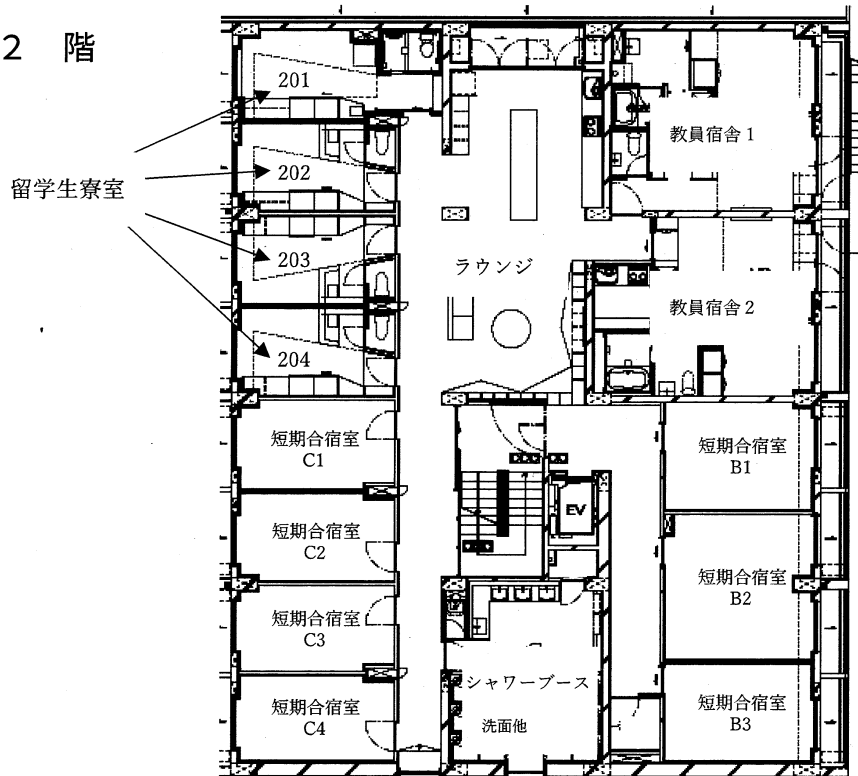 2 階
留学生寮室
201
202
203
204
ラウンジ
教員宿舎 1
教員宿舎 2
短期合宿室
C1
短期合宿室
C2
短期合宿室
C3
短期合宿室
C4
EV
シャワーブース
洗面他
短期合宿室
B1
短期合宿室
B2
短期合宿室
B3